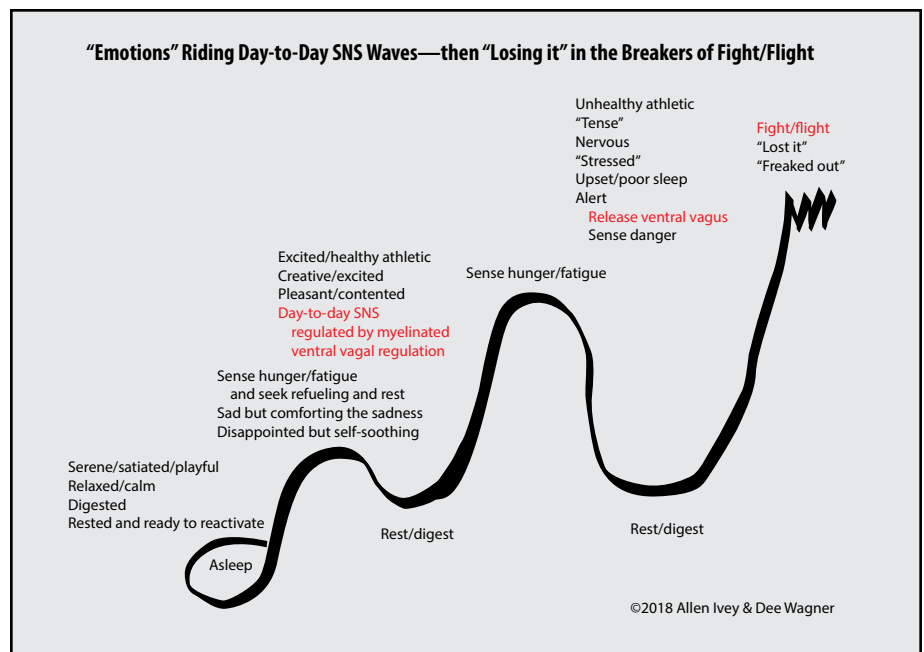 “Emotions” Riding Day-to-Day SNS Waves—then “Losing it” in the Breakers of Fight/Flight
Unhealthy athletic
“Tense”
Nervous
“Stressed”
Upset/poor sleep
Alert
Release ventral vagus
Sense danger
Fight/flight
“Lost it”
“Freaked out”
Excited/healthy athletic
Creative/excited
Pleasant/contented
Day-to-day SNS
regulated by myelinated
ventral vagal regulation
Sense hunger/fatigue
Sense hunger/fatigue
and seek refueling and rest
Sad but comforting the sadness
Disappointed but self-soothing
Serene/satiated/playful
Relaxed/calm
Digested
Rested and ready to reactivate
Asleep
Rest/digest
Rest/digest
©2018 Allen Ivey & Dee Wagner